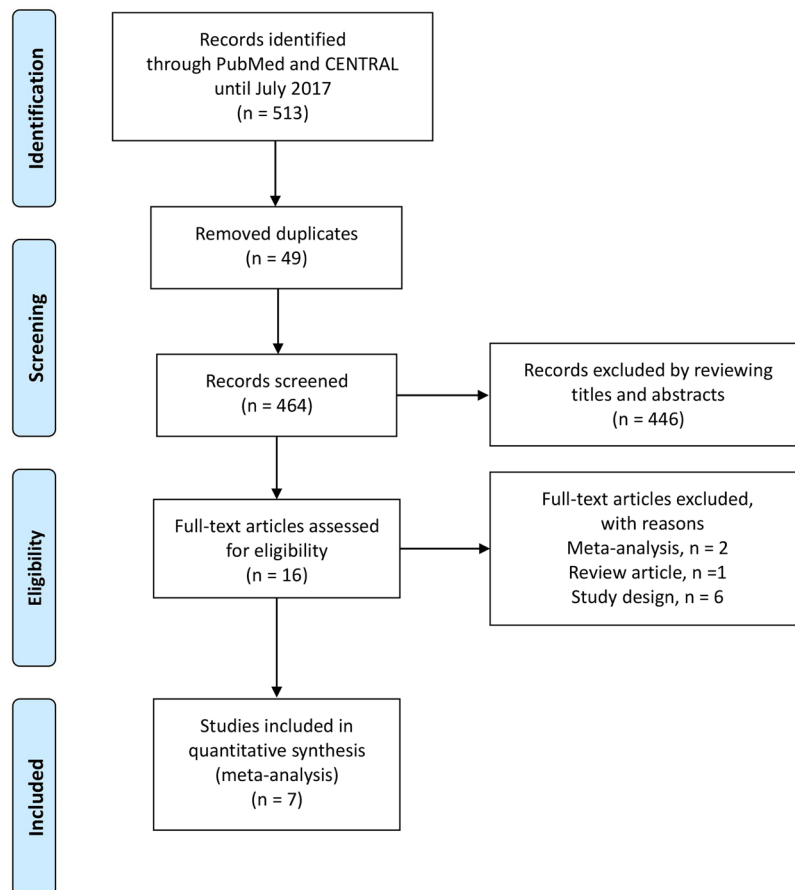 Identification
Records identified
through PubMed and CENTRAL
until July 2017
(n = 513)
Removed duplicates
(n = 49)
Screening
Records screened
(n = 464)
Records excluded by reviewing
titles and abstracts
(n = 446)
Eligibility
Full-text articles assessed
for eligibility
(n = 16)
Full-text articles excluded,
with reasons
Meta-analysis, n = 2
Review article, n =1
Study design, n = 6
Included
Studies included in
quantitative synthesis
(meta-analysis)
(n = 7)